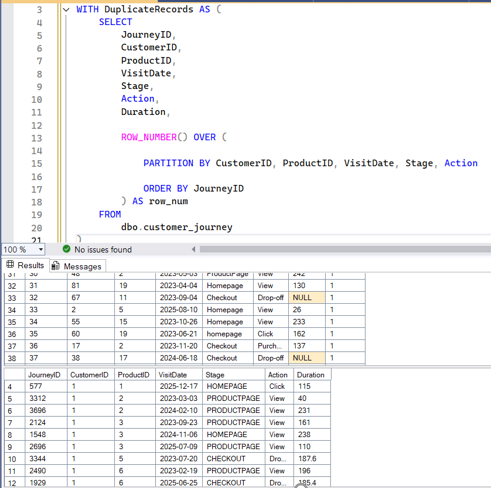 3 WITH DuplicateRecords AS (
4 SELECT
5 JourneyID,
6 CustomerID,
7 ProductID,
8 VisitDate,
9 Stage,
10 Action,
11 Duration,
12
13 ROW_NUMBER() OVER (
14
15 PARTITION BY CustomerID, ProductID, VisitDate, Stage, Action
16
17 ORDER BY JourneyID
18 ) AS row_num
19 FROM
20 dbo.customer_journey
21 )
100 % No issues found
Results Messages
31 30 48 2 2023-05-05 ProductPage View 242 1
32 31 81 19 2023-04-04 Homepage View 130 1
33 32 67 11 2023-09-04 Checkout Drop-off NULL 1
34 33 2 5 2025-08-10 Homepage View 26 1
35 34 55 15 2023-10-26 Homepage View 233 1
36 35 60 19 2023-06-21 homepage Click 162 1
37 36 17 2 2023-11-20 Checkout Purch... 137 1
38 37 38 17 2024-06-18 Checkout Drop-off NULL 1
JourneyID CustomerID ProductID VisitDate Stage Action Duration
4 577 1 1 2025-12-17 HOMEPAGE Click 115
5 3312 1 2 2023-03-03 PRODUCTPAGE View 40
6 3696 1 2 2024-02-10 PRODUCTPAGE View 231
7 2124 1 3 2023-09-23 PRODUCTPAGE View 161
8 1548 1 3 2024-11-06 HOMEPAGE View 238
9 2696 1 3 2025-07-09 PRODUCTPAGE View 110
10 3344 1 5 2023-07-20 CHECKOUT Dro... 187.6
11 2490 1 6 2023-02-19 PRODUCTPAGE View 196
12 1929 1 6 2025-06-25 CHECKOUT Dro... 185.4